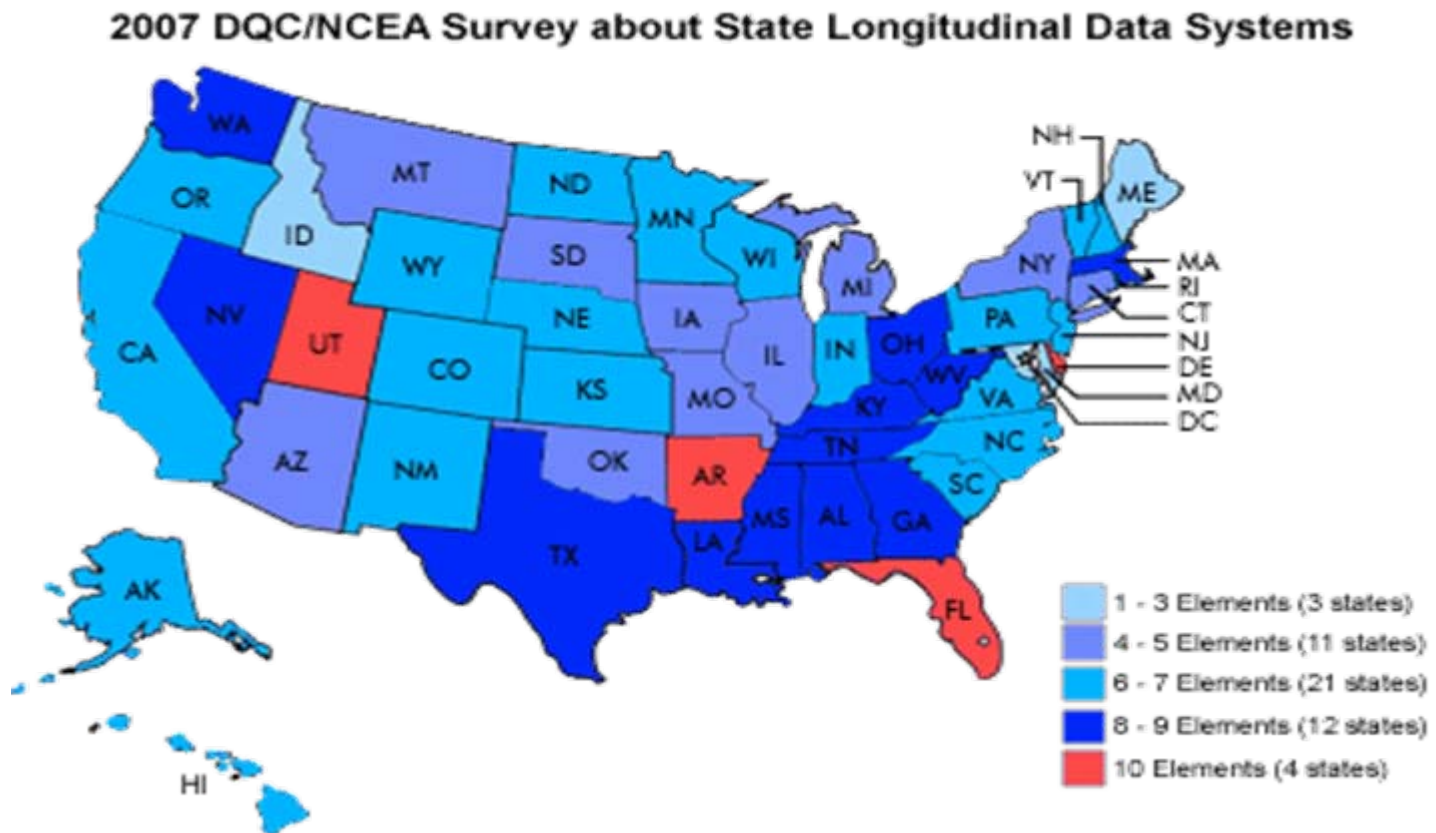 2007 DQC/NCEA Survey about State Longitudinal Data Systems
WA
NH
MT
ND
VT
ME
OR
MN
ID
SD
WI
NY
MA
WY
MI
RI
NV
NE
IA
PA
CT
UT
IL
IN
OH
NJ
CA
CO
WV
DE
KS
MO
KY
VA
MD
DC
TN
NC
AZ
NM
OK
AR
SC
MS
AL
GA
TX
LA
AK
FL
HI
1 - 3 Elements (3 states)
4 - 5 Elements (11 states)
6 - 7 Elements (21 states)
8 - 9 Elements (12 states)
10 Elements (4 states)